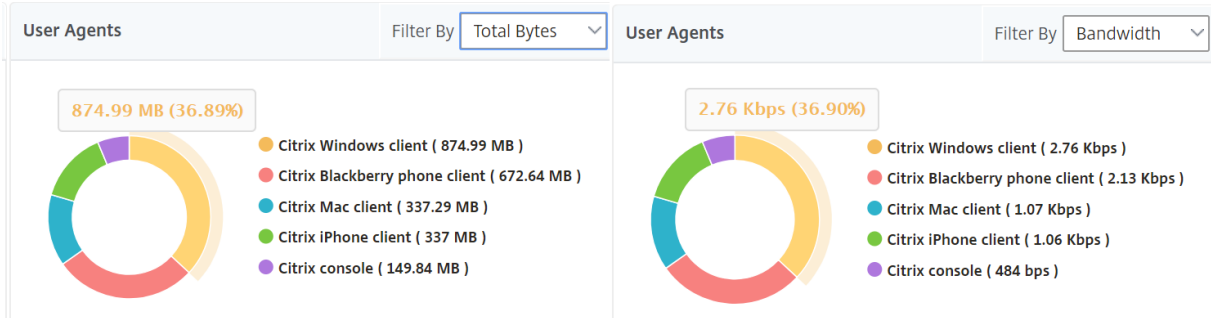 User Agents
Filter By Total Bytes
874.99 MB (36.89%)
Citrix Windows client ( 874.99 MB )
Citrix Blackberry phone client ( 672.64 MB )
Citrix Mac client ( 337.29 MB )
Citrix iPhone client ( 337 MB )
Citrix console ( 149.84 MB )
User Agents
Filter By Bandwidth
2.76 Kbps (36.90%)
Citrix Windows client ( 2.76 Kbps )
Citrix Blackberry phone client ( 2.13 Kbps )
Citrix Mac client ( 1.07 Kbps )
Citrix iPhone client ( 1.06 Kbps )
Citrix console ( 484 bps )